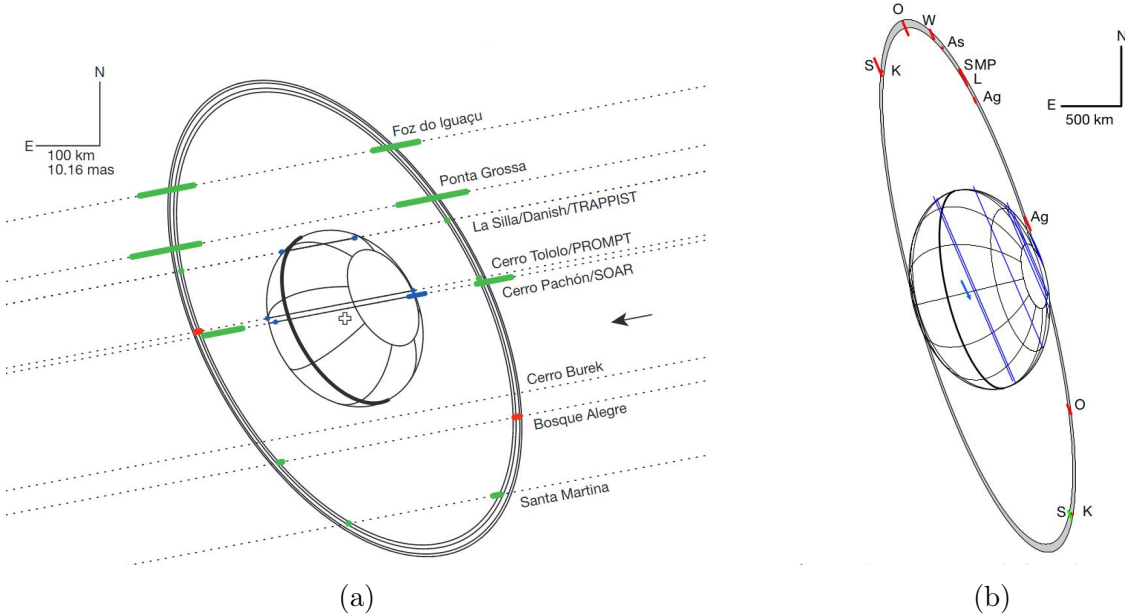 N
E
100 km
10.16 mas
Foz do Iguaçu
Ponta Grossa
La Silla/Danish/TRAPPIST
Cerro Tololo/PROMPT
Cerro Pachón/SOAR
Cerro Burek
Bosque Alegre
Santa Martina
(a)
O
W
As
S
K
SMP
L
Ag
N
E
500 km
Ag
O
S
K
(b)